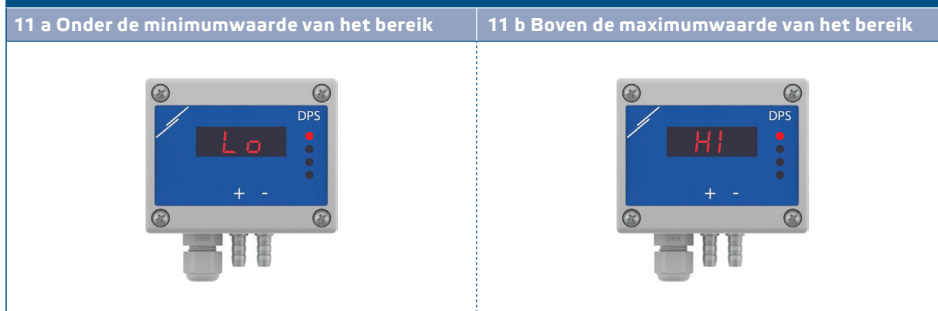 11 a Onder de minimumwaarde van het bereik
11 b Boven de maximumwaarde van het bereik
DPS
Lo
+ -
DPS
HI
+ -